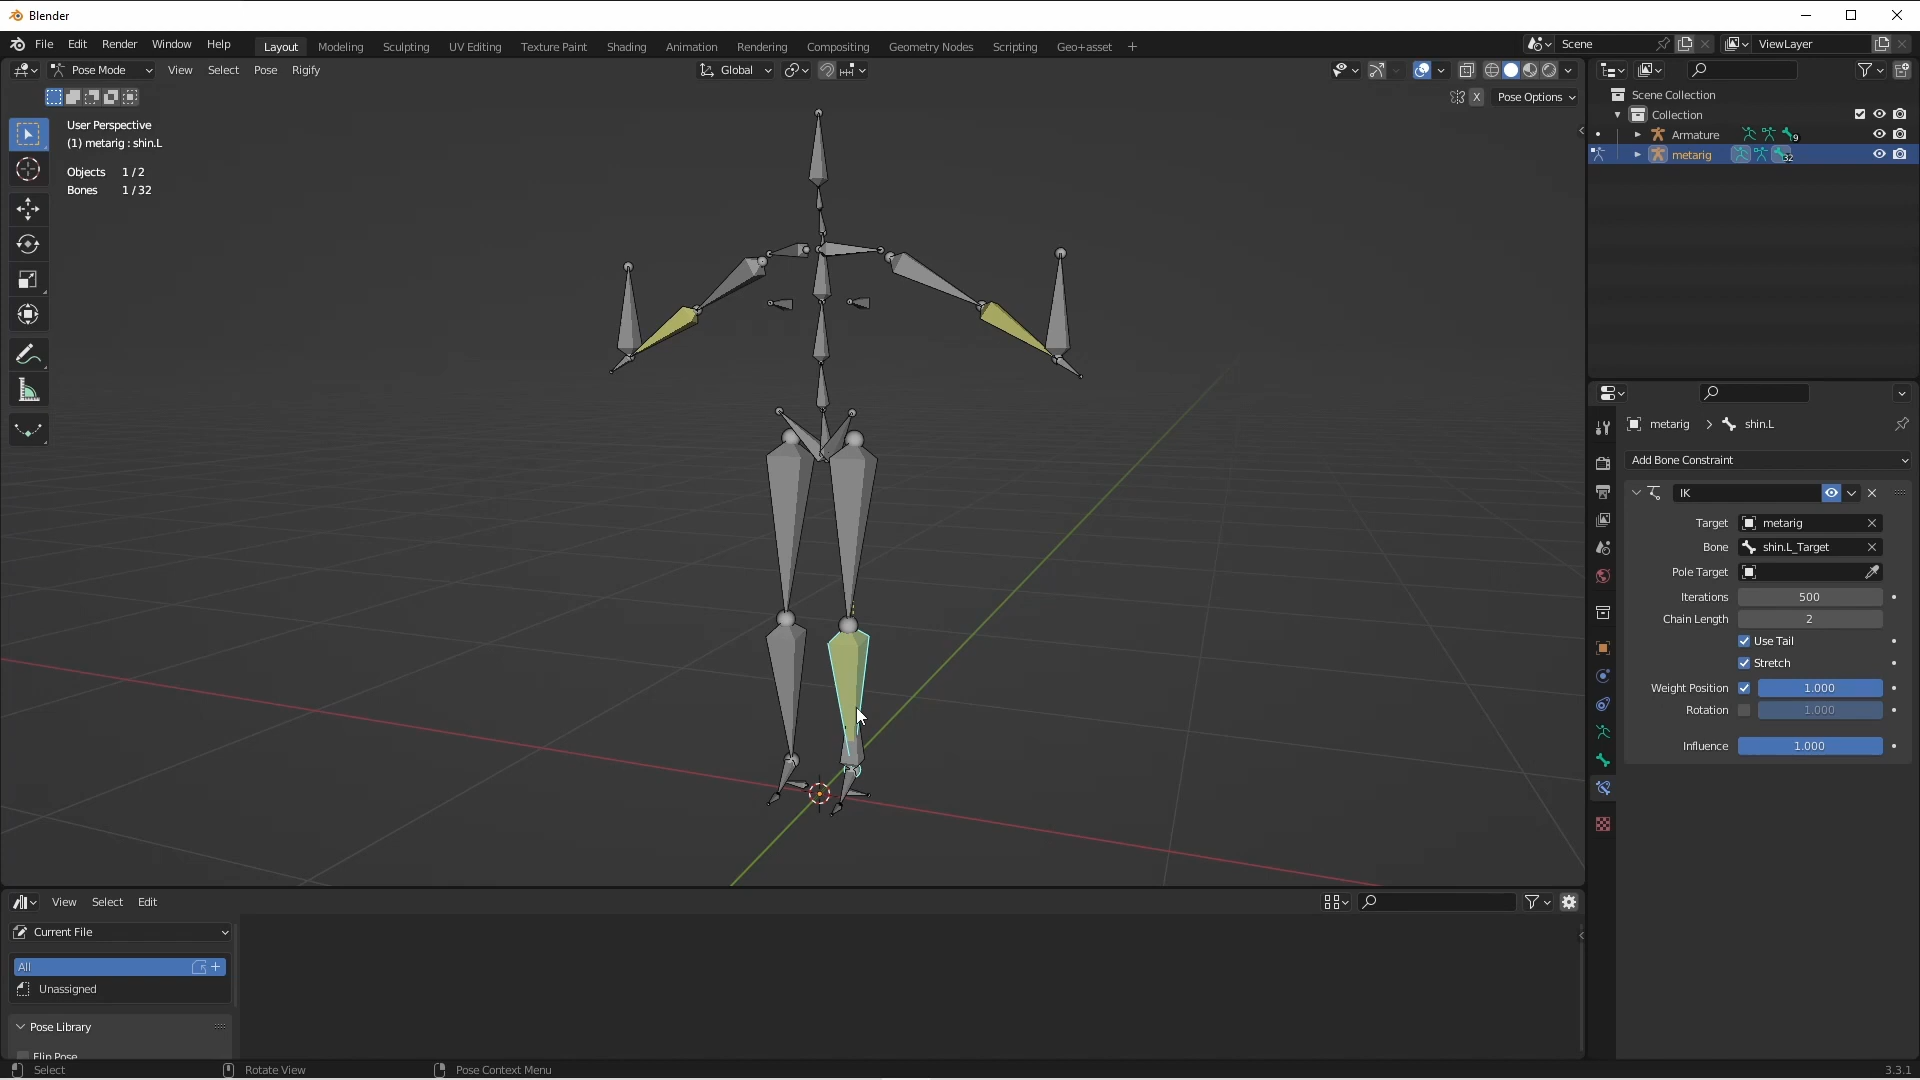 Blender
File Edit Render Window Help Layout Modeling Sculpting UV Editing Texture Paint Shading Animation Rendering Compositing Geometry Nodes Scripting Geo+asset + Scene ViewLayer
Pose Mode View Select Pose Rigify Global
X Pose Options
User Perspective
(1) metarig : shin.L
Objects 1 / 2
Bones 1 / 32
Scene Collection
Collection
Armature 9
metarig 32
metarig > shin.L
Add Bone Constraint
IK
Target metarig
Bone shin.L_Target
Pole Target
Iterations 500
Chain Length 2
Use Tail
Stretch
Weight Position 1.000
Rotation 1.000
Influence 1.000
View Select Edit
Current File
All
Unassigned
Pose Library
Flip Pose
Select Rotate View Pose Context Menu 3.3.1